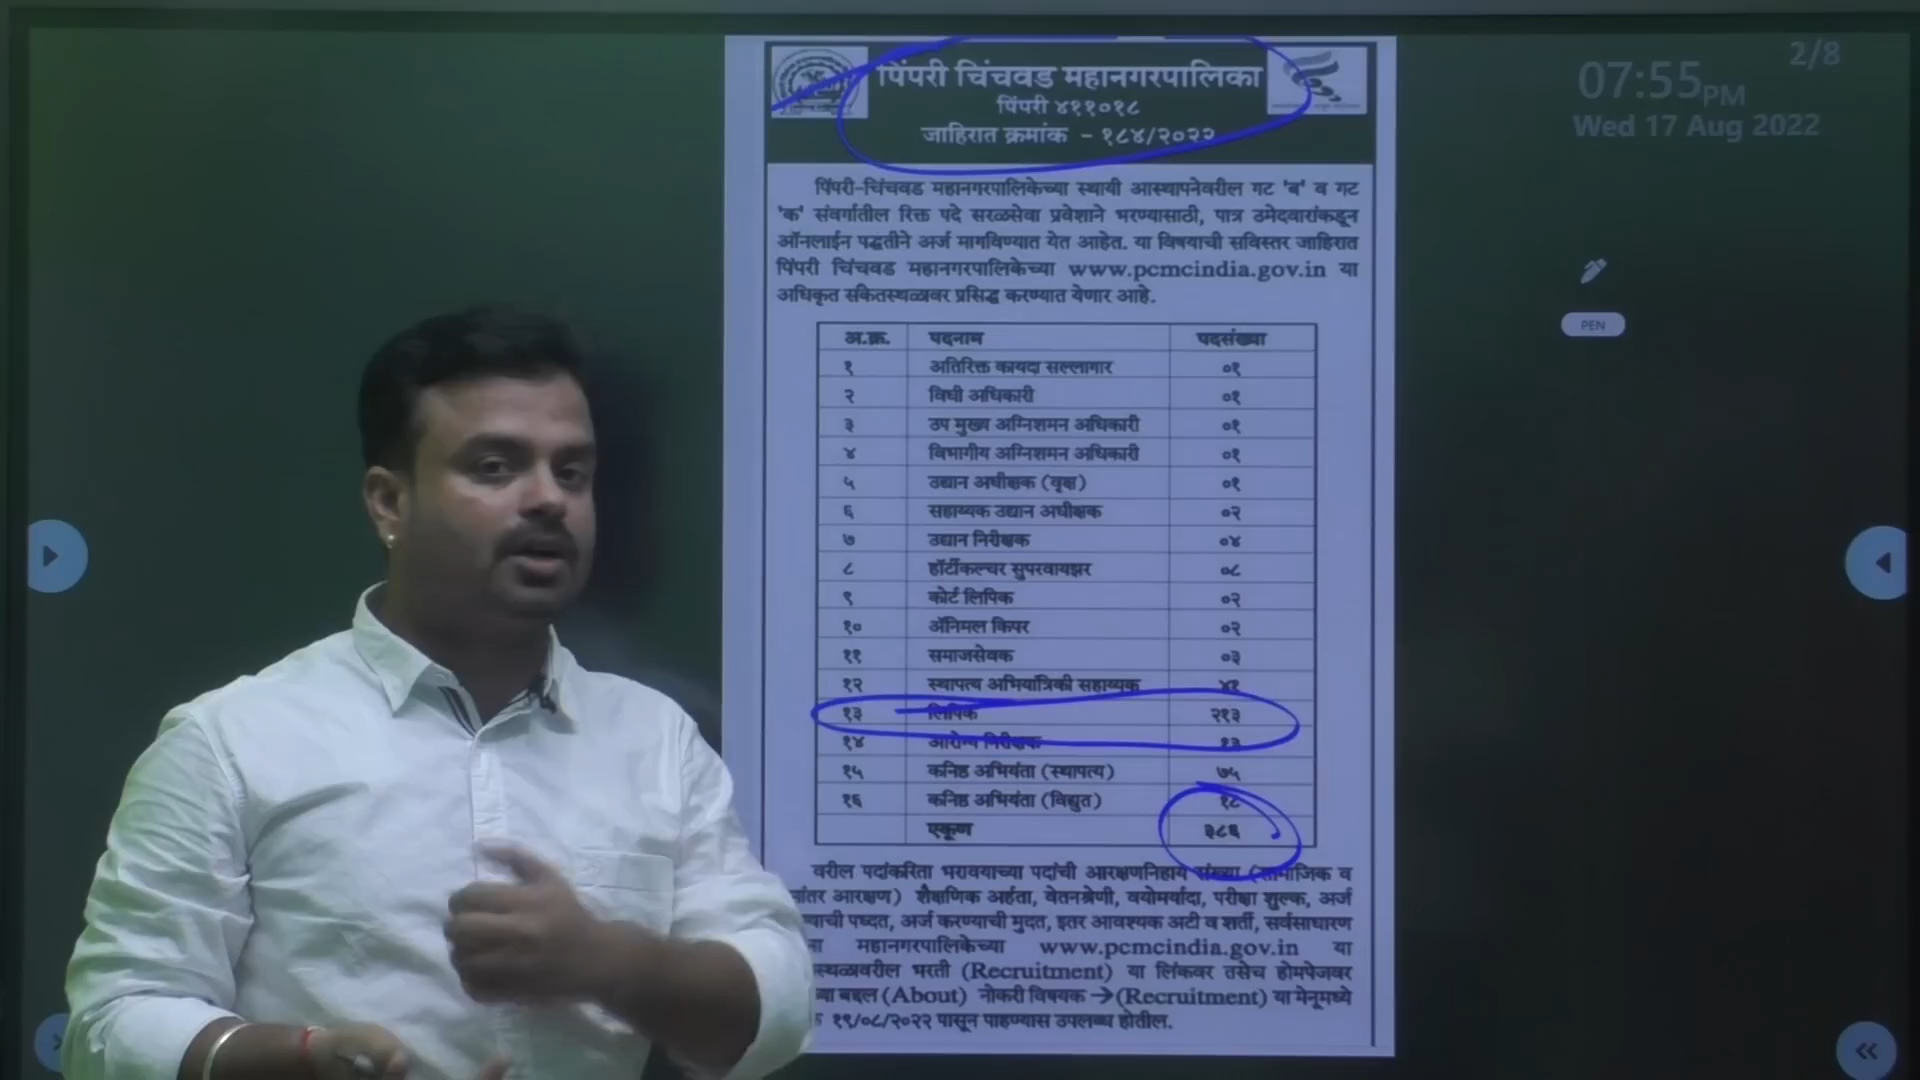 पिंपरी चिंचवड महानगरपालिका
पिंपरी ४११०१८
जाहिरात क्रमांक - १८४/२०२२
पिंपरी-चिंचवड महानगरपालिकेच्या स्थायी आस्थापनेवरील गट 'ब' व गट
'क' संवर्गातील रिक्त पदे सरळसेवा प्रवेशाने भरण्यासाठी, पात्र उमेदवारांकडून
ऑनलाईन पद्धतीने अर्ज मागविण्यात येत आहेत. या विषयाची सविस्तर जाहिरात
पिंपरी चिंचवड महानगरपालिकेच्या www.pcmcindia.gov.in या
अधिकृत संकेतस्थळावर प्रसिद्ध करण्यात येणार आहे.
अ.क्र. पदनाम पदसंख्या
१ अतिरिक्त कायदा सल्लागार ०१
२ विधी अधिकारी ०१
३ उप मुख्य अग्निशमन अधिकारी ०१
४ विभागीय अग्निशमन अधिकारी ०१
५ उद्यान अधीक्षक (वृक्ष) ०१
६ सहाय्यक उद्यान अधीक्षक ०२
७ उद्यान निरीक्षक ०४
८ हॉर्टीकल्चर सुपरवायझर ०८
९ कोर्ट लिपिक ०२
१० ॲनिमल किपर ०२
११ समाजसेवक ०३
१२ स्थापत्य अभियांत्रिकी सहाय्यक ४१
१३ लिपिक २१३
१४ आरोग्य निरीक्षक १३
१५ कनिष्ठ अभियंता (स्थापत्य) ७५
१६ कनिष्ठ अभियंता (विद्युत) १८
एकूण ३८६
वरील पदांकरिता भरावयाच्या पदांची आरक्षणनिहाय संख्या (सामाजिक व
आरक्षण) शैक्षणिक अर्हता, वेतनश्रेणी, वयोमर्यादा, परीक्षा शुल्क, अर्ज
पध्दत, अर्ज करण्याची मुदत, इतर आवश्यक अटी व शर्ती, सर्वसाधारण
महानगरपालिकेच्या www.pcmcindia.gov.in या
भरती (Recruitment) या लिंकवर तसेच होमपेजवर
बद्दल (About) नोकरी विषयक → (Recruitment) या मेनूमध्ये
१९/०८/२०२२ पासून पाहण्यास उपलब्ध होतील.
2/8
07:55PM
Wed 17 Aug 2022
PEN